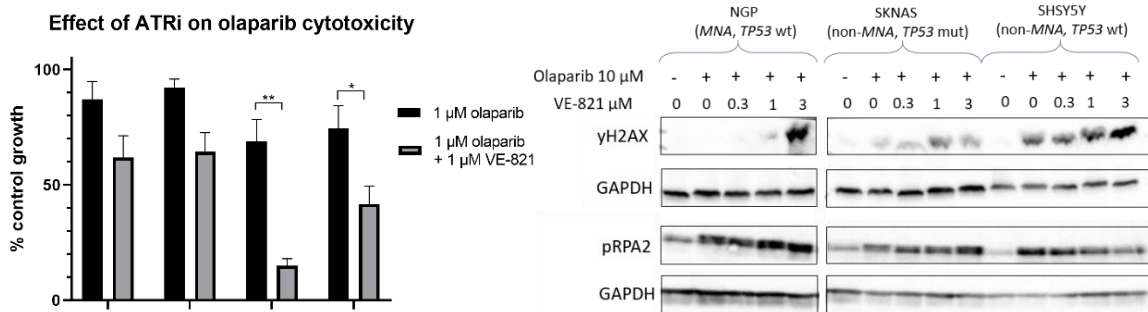 Effect of ATRi on olaparib cytotoxicity
% control growth
100
50
0
**
*
1 µM olaparib
1 µM olaparib
+ 1 µM VE-821
NGP
(MNA, TP53 wt)
SKNAS
(non-MNA, TP53 mut)
SHSY5Y
(non-MNA, TP53 wt)
Olaparib 10 µM - + + + + - + + + + - + + + +
VE-821 µM 0 0 0.3 1 3 0 0 0.3 1 3 0 0 0.3 1 3
yH2AX
GAPDH
pRPA2
GAPDH